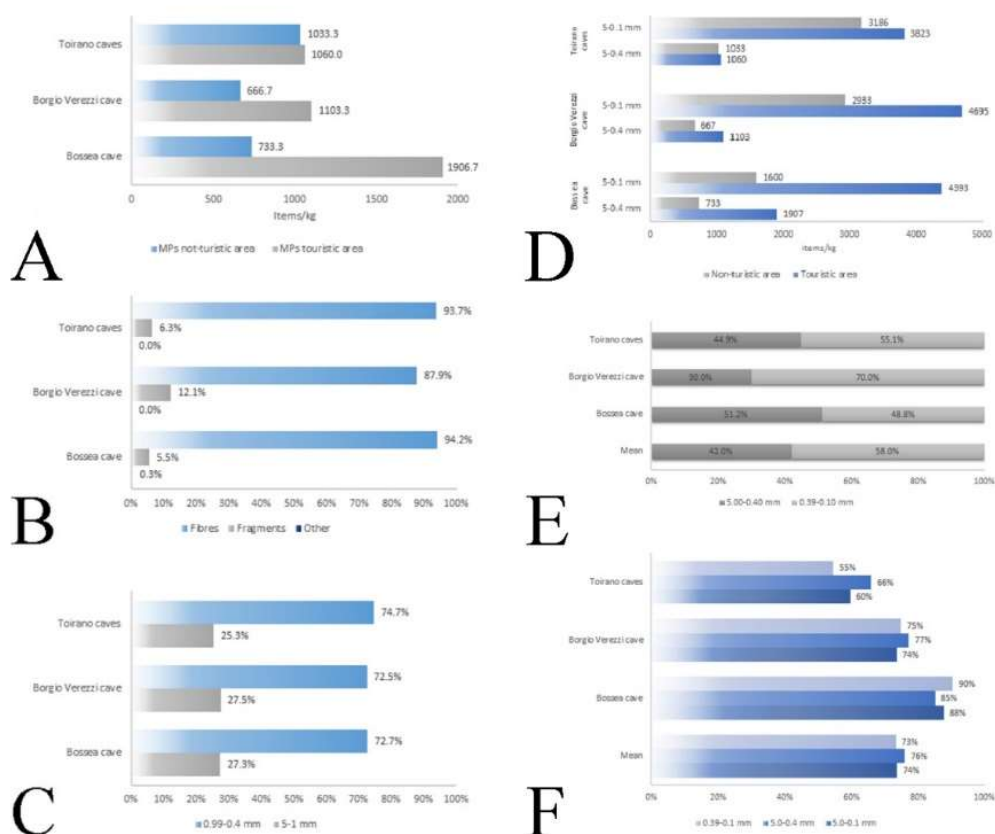 Toirano caves
1033.3
1060.0
Borgio Verezzi cave
666.7
1103.3
Bossea cave
733.3
1906.7
0 500 1000 1500 2000
Items/kg
MPs not-turistic area MPs touristic area
A
Toirano caves
93.7%
6.3%
0.0%
Borgio Verezzi cave
87.9%
12.1%
0.0%
Bossea cave
94.2%
5.5%
0.3%
0% 10% 20% 30% 40% 50% 60% 70% 80% 90% 100%
Fibres Fragments Other
B
Toirano caves
74.7%
25.3%
Borgio Verezzi cave
72.5%
27.5%
Bossea cave
72.7%
27.3%
0% 10% 20% 30% 40% 50% 60% 70% 80% 90% 100%
0.99-0.4 mm 5-1 mm
C
Toirano
caves
5-0.1 mm
3186
3823
5-0.4 mm
1033
1060
Borgio Verezzi
cave
5-0.1 mm
2933
4695
5-0.4 mm
667
1103
Bossea
cave
5-0.1 mm
1600
4393
5-0.4 mm
733
1907
0 1000 2000 3000 4000 5000
Items/kg
Non-turistic area Touristic area
D
Toirano caves 44.9% 55.1%
Borgio Verezzi cave 30.0% 70.0%
Bossea cave 51.2% 48.8%
Mean 42.0% 58.0%
0% 20% 40% 60% 80% 100%
5.00-0.40 mm 0.39-0.10 mm
E
Toirano caves
55%
66%
60%
Borgio Verezzi cave
75%
77%
74%
Bossea cave
90%
85%
88%
Mean
73%
76%
74%
0% 20% 40% 60% 80% 100%
0.39-0.1 mm 5.0-0.4 mm 5.0-0.1 mm
F